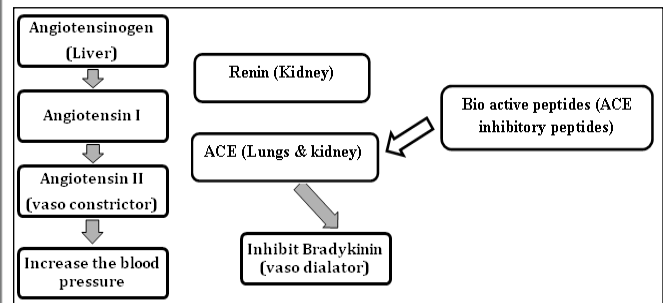 Angiotensinogen
(Liver)
Angiotensin I
Angiotensin II
(vaso constrictor)
Increase the blood
pressure
Renin (Kidney)
ACE (Lungs & kidney)
Inhibit Bradykinin
(vaso dialator)
Bio active peptides (ACE
inhibitory peptides)